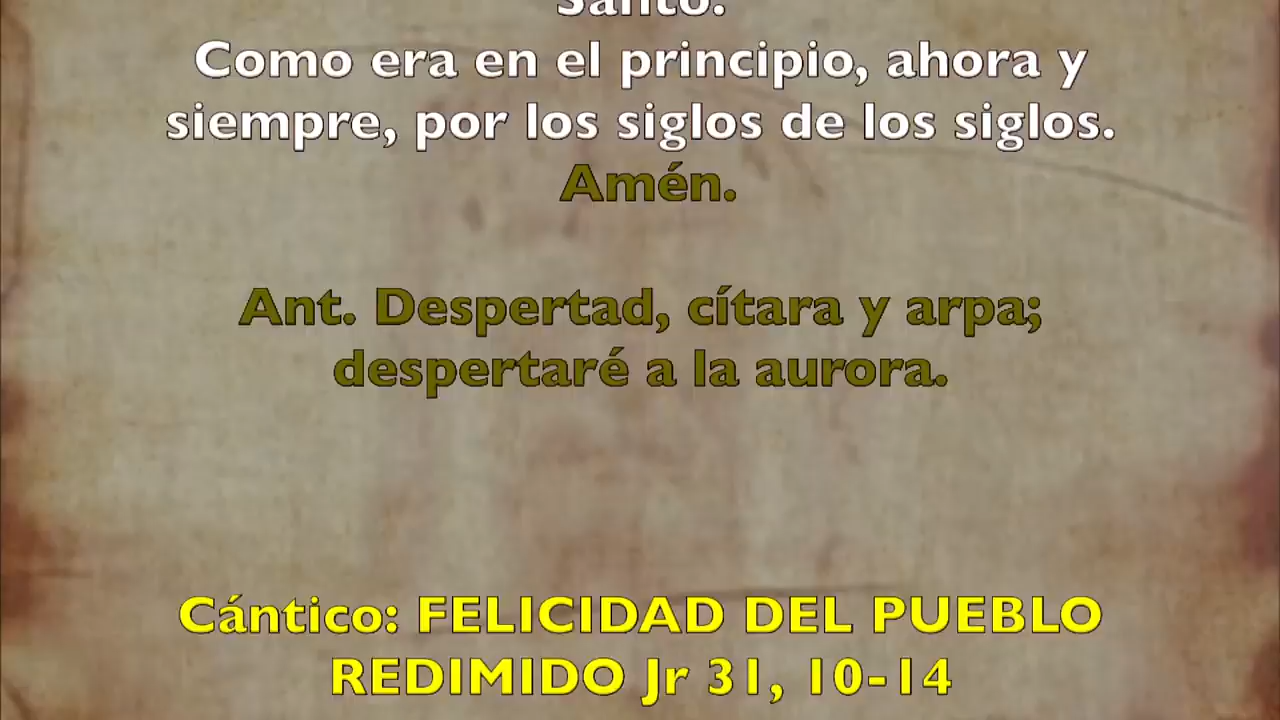 Santo.
Como era en el principio, ahora y
siempre, por los siglos de los siglos.
Amén.
Ant. Despertad, cítara y arpa;
despertaré a la aurora.
Cántico: FELICIDAD DEL PUEBLO
REDIMIDO Jr 31, 10-14